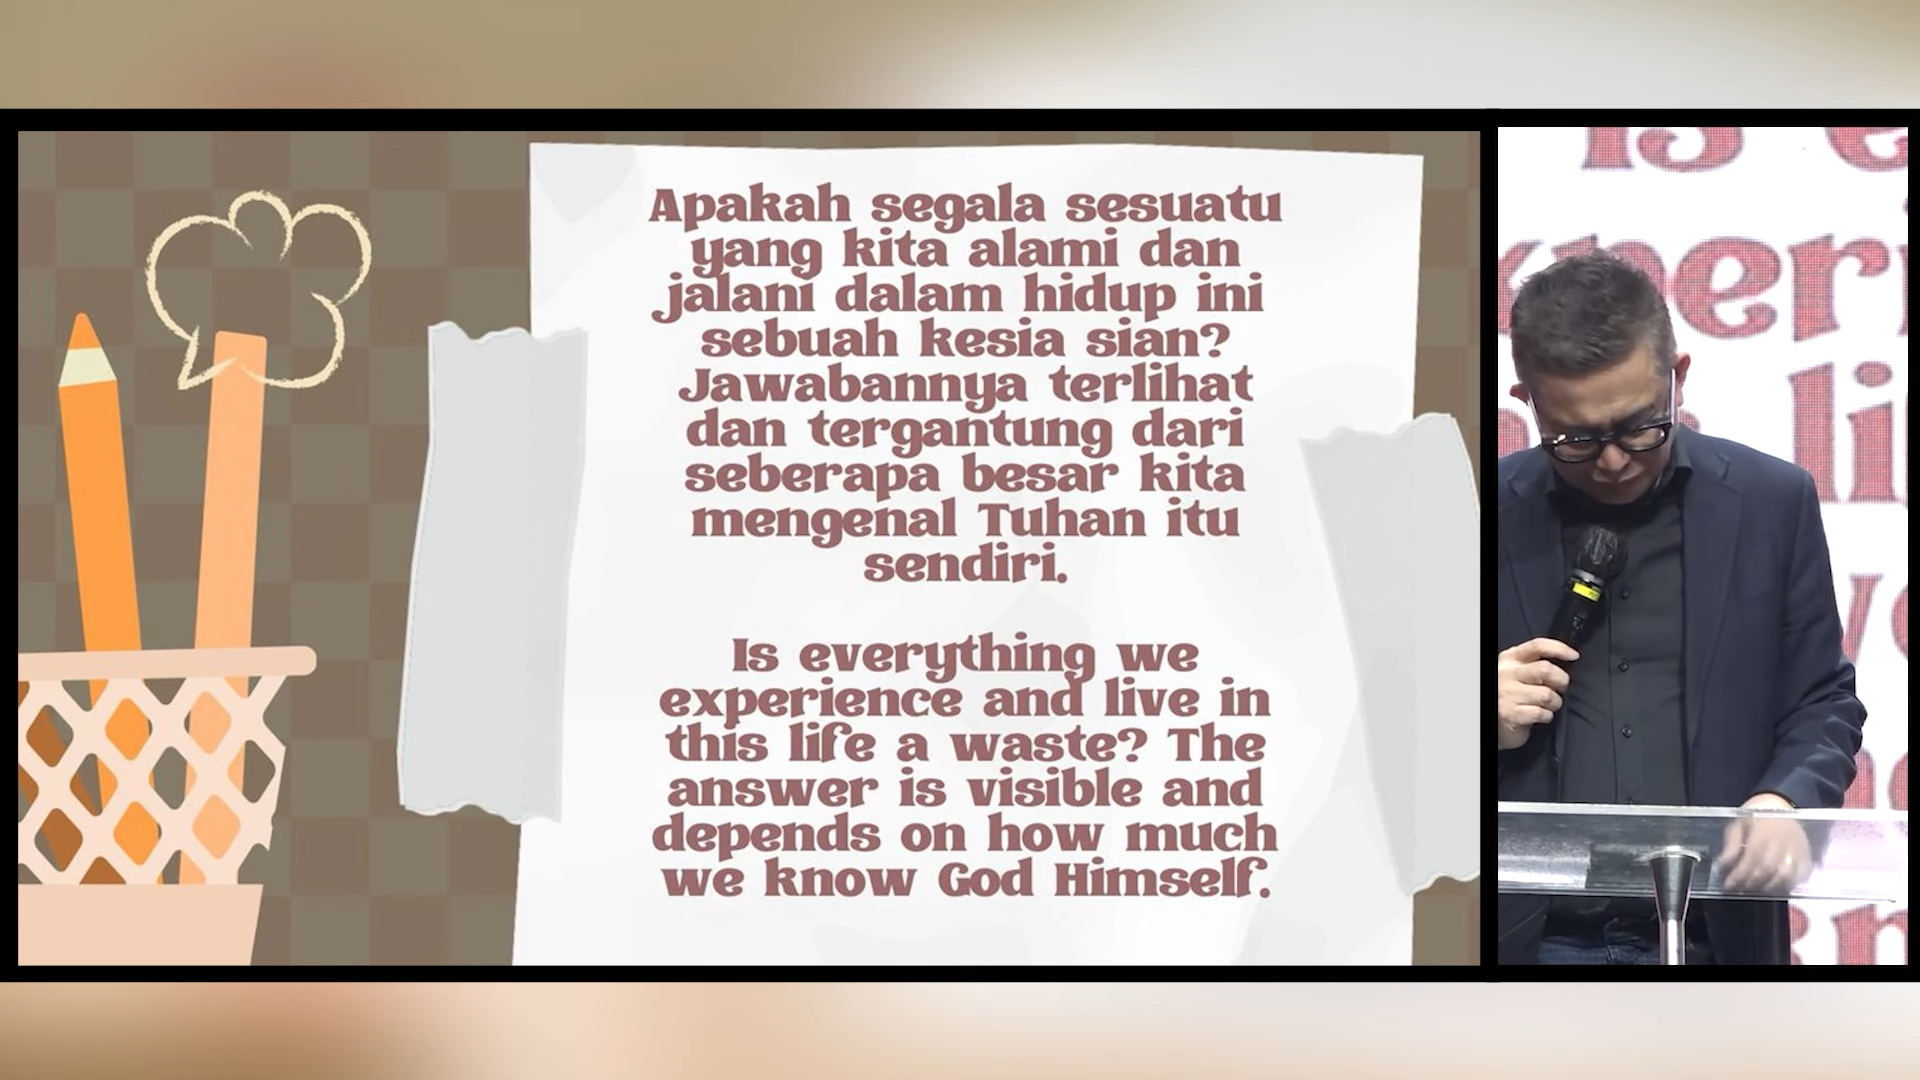 Apakah segala sesuatu
yang kita alami dan
jalani dalam hidup ini
sebuah kesia sian?
Jawabannya terlihat
dan tergantung dari
seberapa besar kita
mengenal Tuhan itu
sendiri.
Is everything we
experience and live in
this life a waste? The
answer is visible and
depends on how much
we know God Himself.